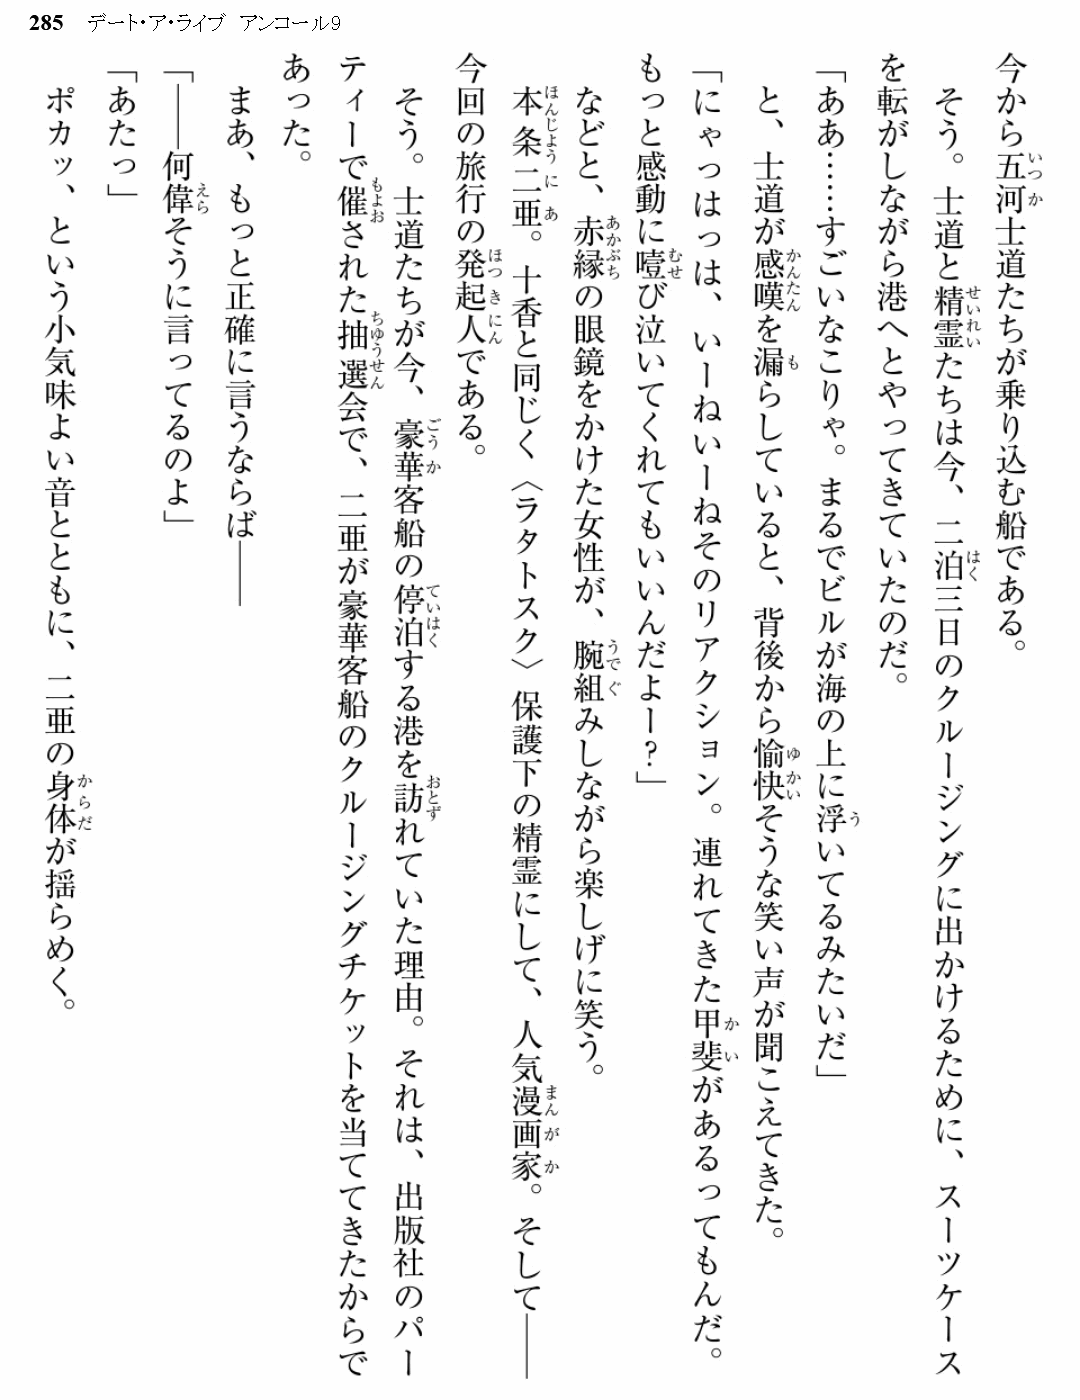 285 デート・ア・ライブ アンコール9
今から五河士道たちが乗り込む船である。
そう。士道と精霊たちは今、二泊三日のクルージングに出かけるために、スーツケース
を転がしながら港へとやってきていたのだ。
「ああ……すごいなこりゃ。まるでビルが海の上に浮いてるみたいだ」
と、士道が感嘆を漏らしていると、背後から愉快そうな笑い声が聞こえてきた。
「にゃっはっは、いーねいーねそのリアクション。連れてきた甲斐があるってもんだ。
もっと感動に噎び泣いてくれてもいいんだよー？」
などと、赤縁の眼鏡をかけた女性が、腕組みしながら楽しげに笑う。
本条二亜。十香と同じく〈ラタトスク〉保護下の精霊にして、人気漫画家。そして――
今回の旅行の発起人である。
そう。士道たちが今、豪華客船の停泊する港を訪れていた理由。それは、出版社のパー
ティーで催された抽選会で、二亜が豪華客船のクルージングチケットを当ててきたからで
あった。
まあ、もっと正確に言うならば――
「――何偉そうに言ってるのよ」
「あたっ」
ポカッ、という小気味よい音とともに、二亜の身体が揺らめく。